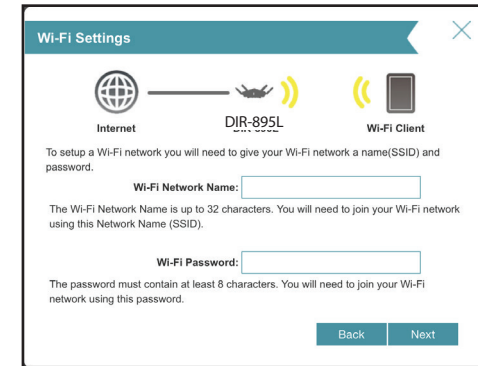 Wi-Fi Settings
Internet
DIR-895L
Wi-Fi Client
To setup a Wi-Fi network you will need to give your Wi-Fi network a name(SSID) and
password.
Wi-Fi Network Name:
The Wi-Fi Network Name is up to 32 characters. You will need to join your Wi-Fi network
using this Network Name (SSID).
Wi-Fi Password:
The password must contain at least 8 characters. You will need to join your Wi-Fi
network using this password.
Back
Next